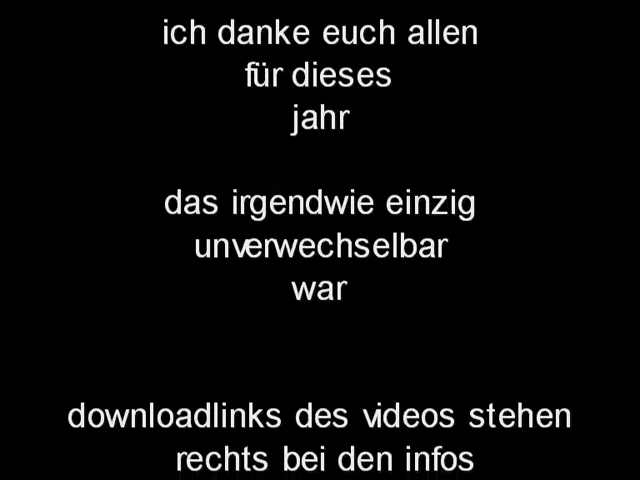 ich danke euch allen
für dieses
jahr
das irgendwie einzig
unverwechselbar
war
downloadlinks des videos stehen
rechts bei den infos